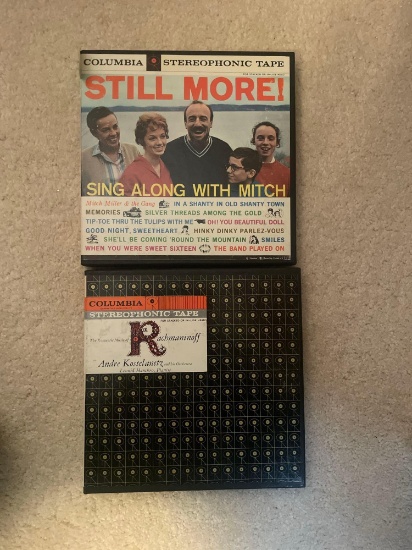 COLUMBIA STEREOPHONIC TAPE
STILL MORE!
SING ALONG WITH MITCH
Mitch Miller & the Gang IN A SHANTY IN OLD SHANTY TOWN
MEMORIES SILVER THREADS AMONG THE GOLD
TIP-TOE THRU THE TULIPS WITH ME OH! YOU BEAUTIFUL DOLL
GOOD NIGHT, SWEETHEART HINKY DINKY PARLEZ-VOUS
SHE'LL BE COMING 'ROUND THE MOUNTAIN SMILES
WHEN YOU WERE SWEET SIXTEEN THE BAND PLAYED ON
COLUMBIA
STEREOPHONIC TAPE
Rachmaninoff
Andre Kostelanetz